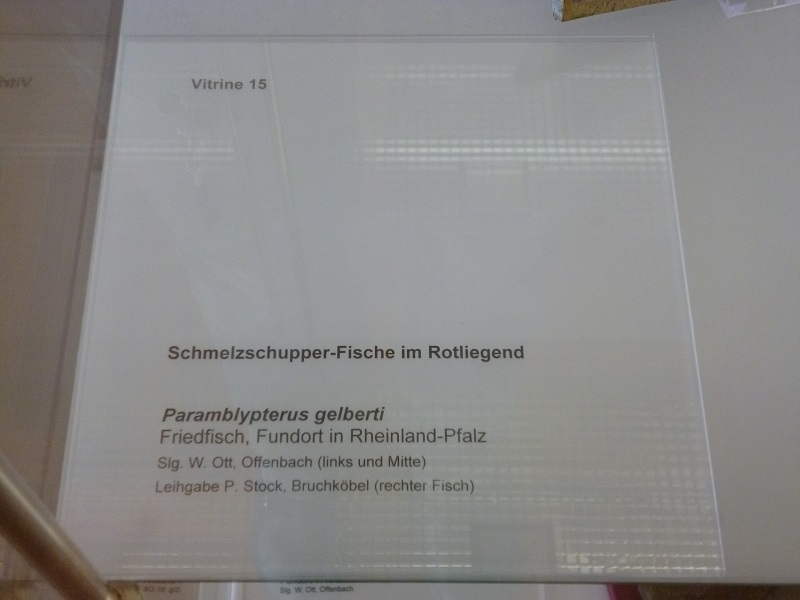 Vitrine 15
Schmelzschupper-Fische im Rotliegend
Paramblypterus gelberti
Friedfisch, Fundort in Rheinland-Pfalz
Slg. W. Ott, Offenbach (links und Mitte)
Leihgabe P. Stock, Bruchköbel (rechter Fisch)
Slg. W. Ott, Offenbach